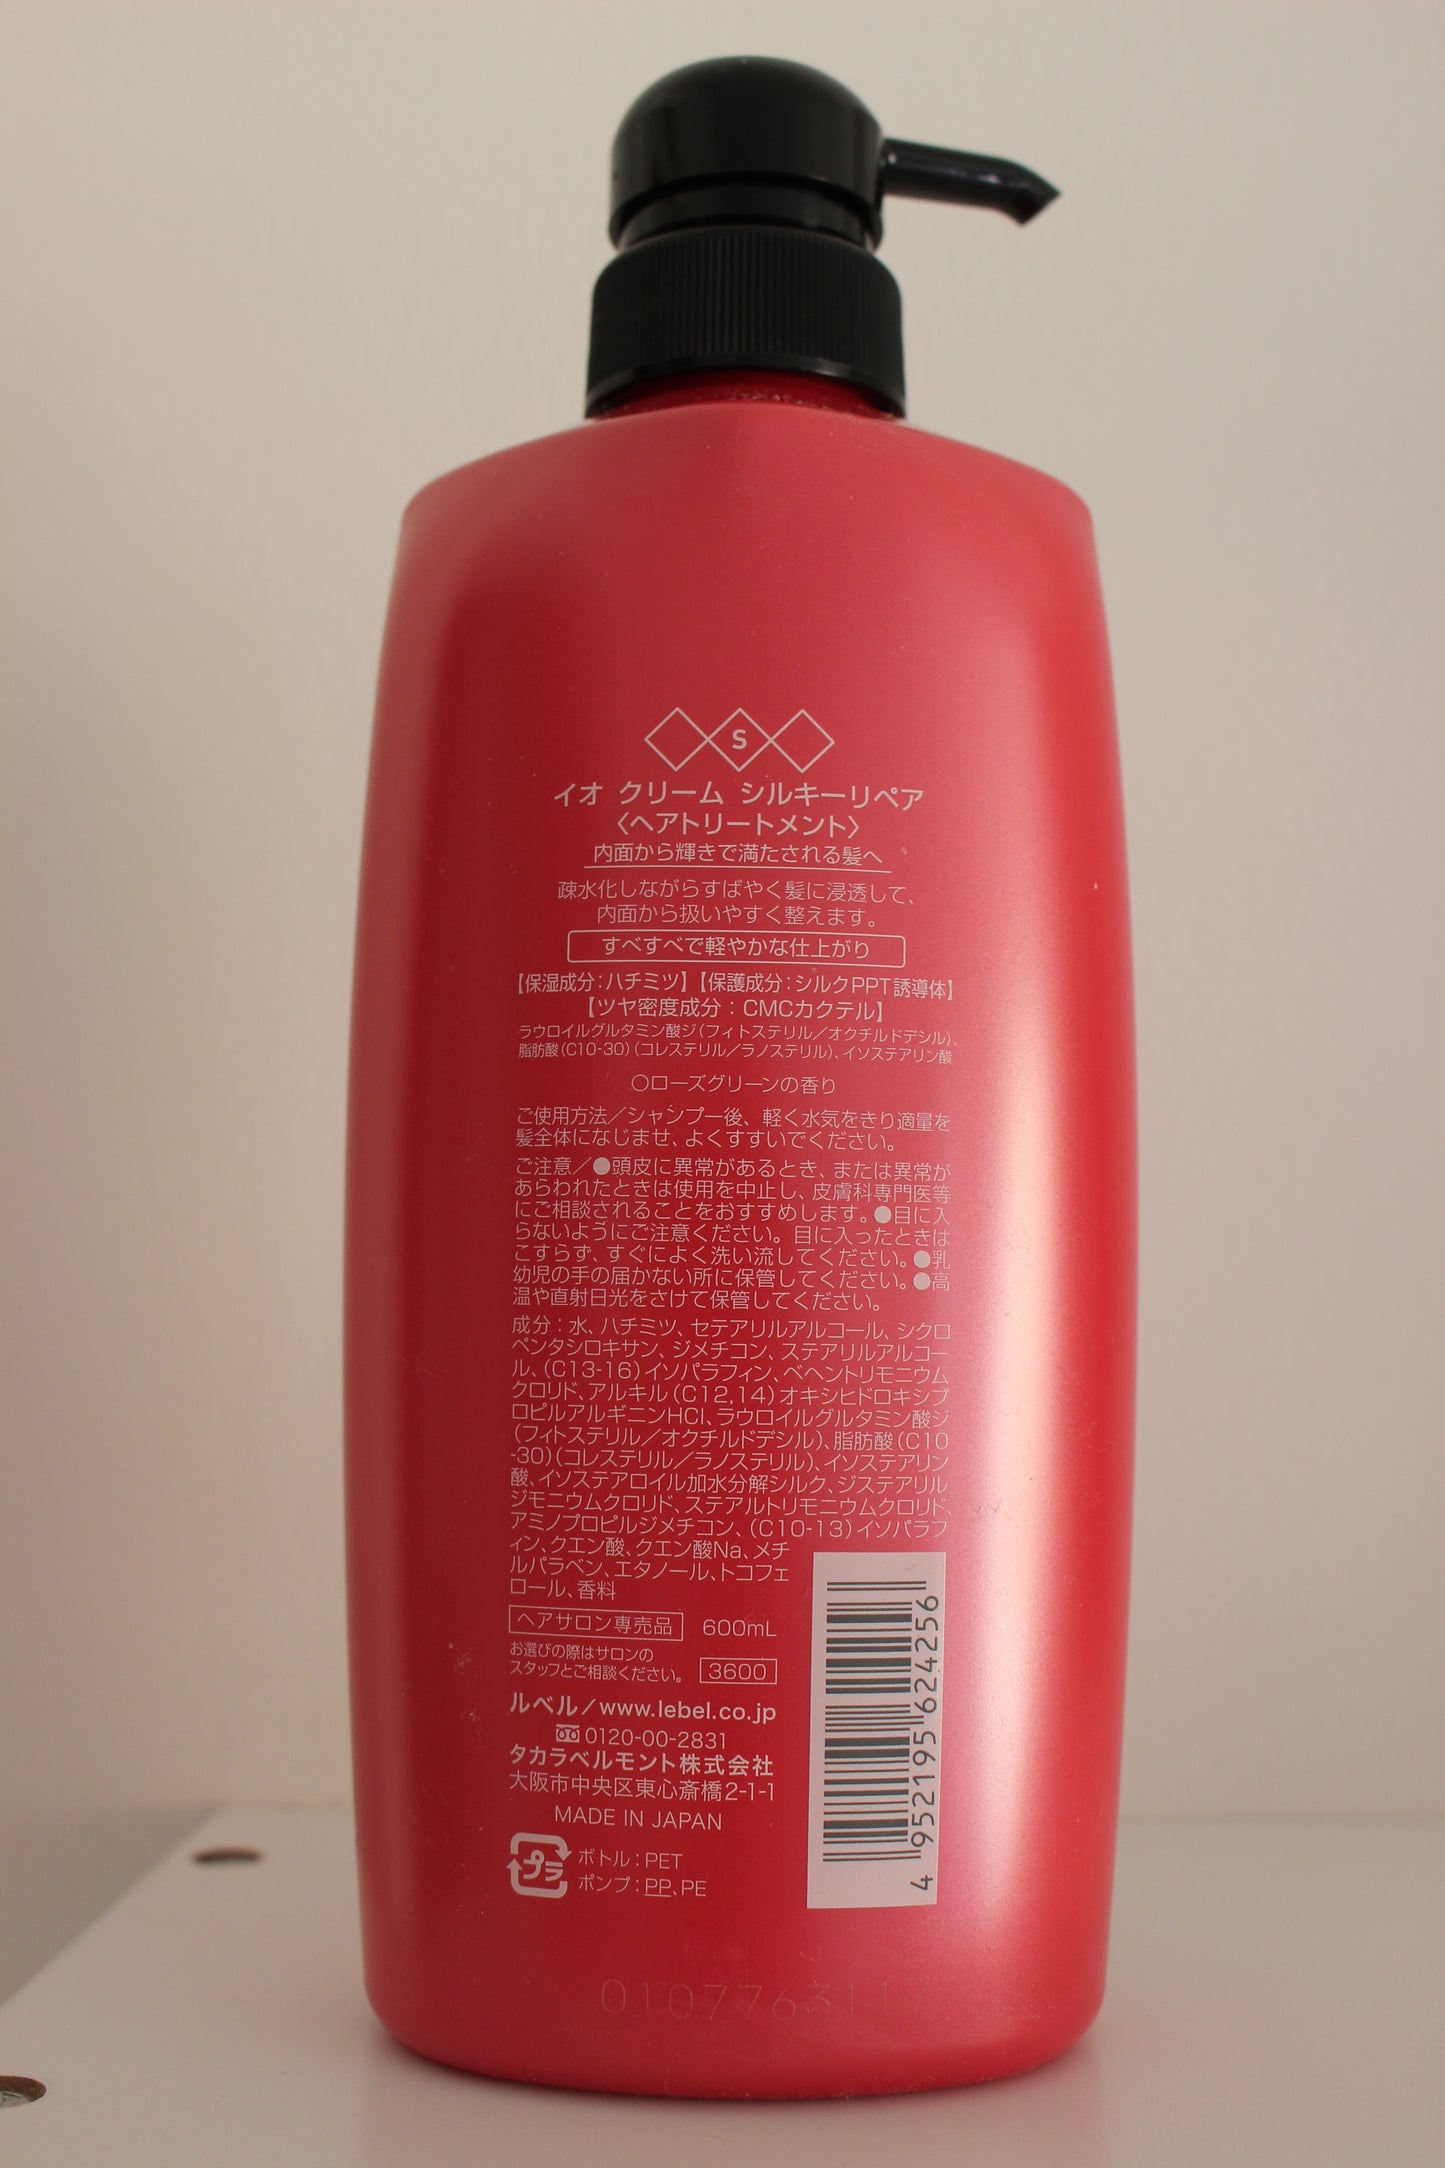 S
イオ クリーム シルキーリペア
〈ヘアトリートメント〉
内面から輝きで満たされる髪へ
疎水化しながらすばやく髪に浸透して、
内面から扱いやすく整えます。
すべすべで軽やかな仕上がり
【保湿成分:ハチミツ】【保護成分:シルクPPT誘導体】
【ツヤ密度成分:CMCカクテル】
ラウロイルグルタミン酸ジ(フィトステリル/オクチルドデシル)、
脂肪酸(C10-30)(コレステリル/ラノステリル)、イソステアリン酸
○ローズグリーンの香り
ご使用方法/シャンプー後、軽く水気をきり適量を
髪全体になじませ、よくすすいでください。
ご注意/●頭皮に異常があるとき、または異常が
あらわれたときは使用を中止し、皮膚科専門医等
にご相談されることをおすすめします。●目に入
らないようにご注意ください。目に入ったときは
こすらず、すぐによく洗い流してください。●乳
幼児の手の届かない所に保管してください。●高
温や直射日光をさけて保管してください。
成分:水、ハチミツ、セテアリルアルコール、シクロ
ペンタシロキサン、ジメチコン、ステアリルアルコー
ル、(C13-16)イソパラフィン、ベヘントリモニウム
クロリド、アルキル(C12,14)オキシヒドロキシプ
ロピルアルギニンHCl、ラウロイルグルタミン酸ジ
(フィトステリル/オクチルドデシル)、脂肪酸(C10
-30)(コレステリル/ラノステリル)、イソステアリン
酸、イソステアロイル加水分解シルク、ジステアリル
ジモニウムクロリド、ステアルトリモニウムクロリド、
アミノプロピルジメチコン、(C10-13)イソパラフ
ィン、クエン酸、クエン酸Na、メチ
ルパラベン、エタノール、トコフェ
ロール、香料
ヘアサロン専売品 600mL
お選びの際はサロンの
スタッフとご相談ください。 3600
ルベル/www.lebel.co.jp
0120-00-2831
タカラベルモント株式会社
大阪市中央区東心斎橋2-1-1
MADE IN JAPAN
プラ
ボトル:PET
ポンプ:PP、PE
4 952195 624256
0107763117